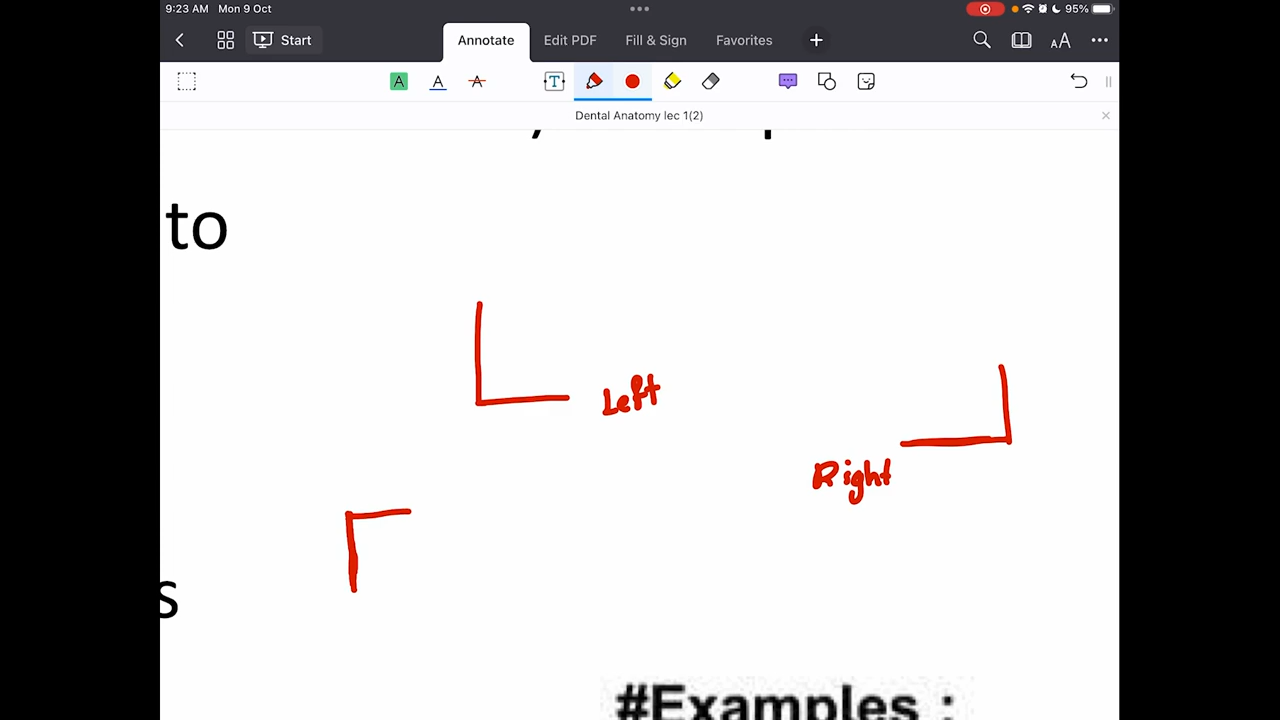 9:23 AM Mon 9 Oct 95%
Start Annotate Edit PDF Fill & Sign Favorites
Dental Anatomy lec 1(2)
to
Left
Right
s
#Examples :